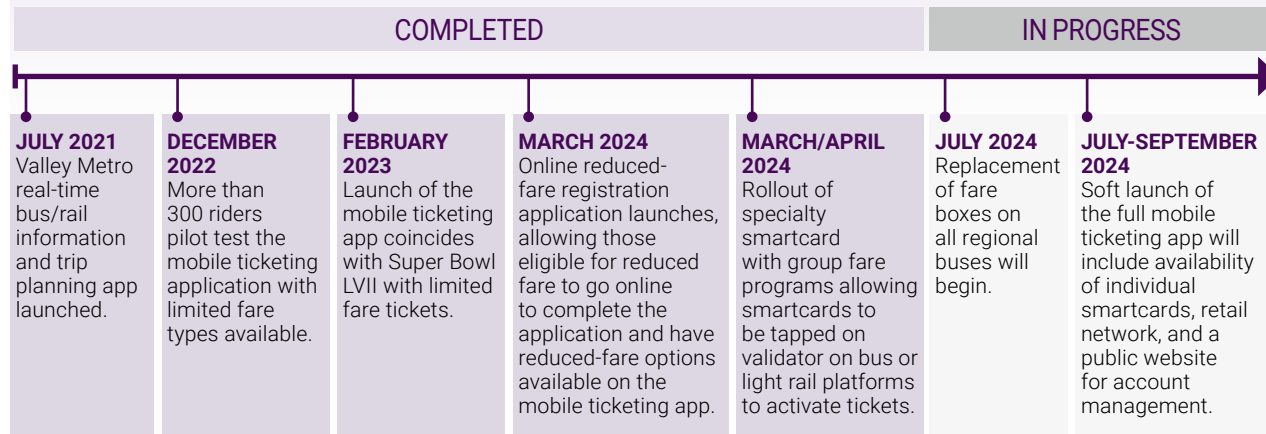 COMPLETED
IN PROGRESS
JULY 2021
Valley Metro
real-time
bus/rail
information
and trip
planning app
launched.
DECEMBER
2022
More than
300 riders
pilot test the
mobile ticketing
application with
limited fare
types available.
FEBRUARY
2023
Launch of the
mobile ticketing
app coincides
with Super Bowl
LVII with limited
fare tickets.
MARCH 2024
Online reduced-
fare registration
application launches,
allowing those
eligible for reduced
fare to go online
to complete the
application and have
reduced-fare options
available on the
mobile ticketing app.
MARCH/APRIL
2024
Rollout of
specialty
smartcard
with group fare
programs allowing
smartcards to
be tapped on
validator on bus or
light rail platforms
to activate tickets.
JULY 2024
Replacement
of fare
boxes on
all regional
buses will
begin.
JULY-SEPTEMBER
2024
Soft launch of
the full mobile
ticketing app will
include availability
of individual
smartcards, retail
network, and a
public website
for account
management.